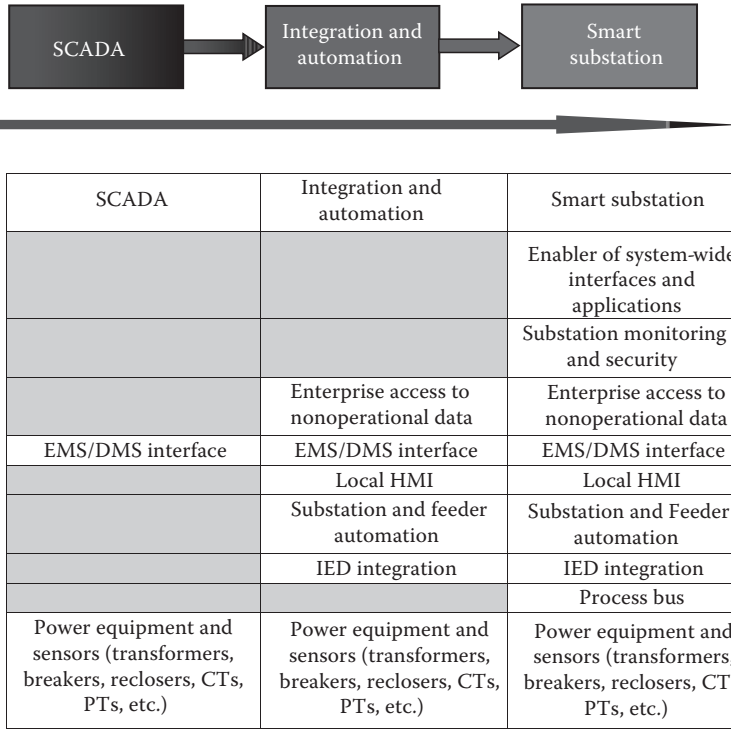 SCADA
Integration and
automation
Smart
substation
SCADA
Integration and
automation
Smart substation
Enabler of system-wide
interfaces and
applications
Substation monitoring
and security
Enterprise access to
nonoperational data
Enterprise access to
nonoperational data
EMS/DMS interface
EMS/DMS interface
EMS/DMS interface
Local HMI
Local HMI
Substation and feeder
automation
Substation and Feeder
automation
IED integration
IED integration
Process bus
Power equipment and
sensors (transformers,
breakers, reclosers, CTs,
PTs, etc.)
Power equipment and
sensors (transformers,
breakers, reclosers, CTs,
PTs, etc.)
Power equipment and
sensors (transformers,
breakers, reclosers, CT
PTs, etc.)